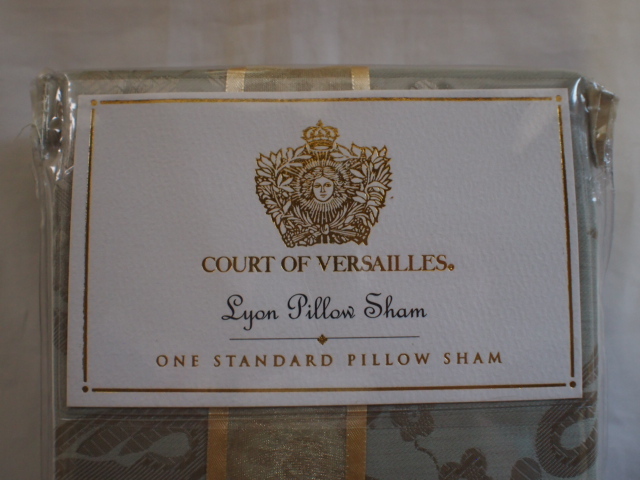 COURT OF VERSAILLES®
Lyon Pillow Sham
ONE STANDARD PILLOW SHAM